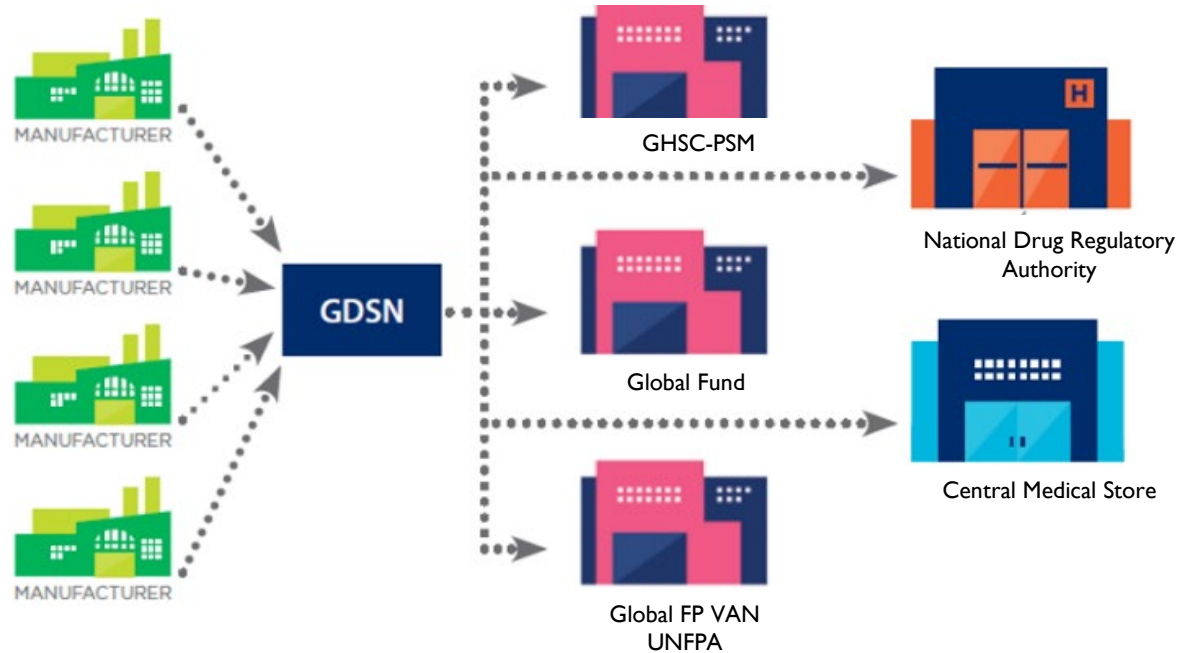 MANUFACTURER
MANUFACTURER
MANUFACTURER
MANUFACTURER
GDSN
GHSC-PSM
Global Fund
Global FP VAN
UNFPA
H
National Drug Regulatory
Authority
Central Medical Store